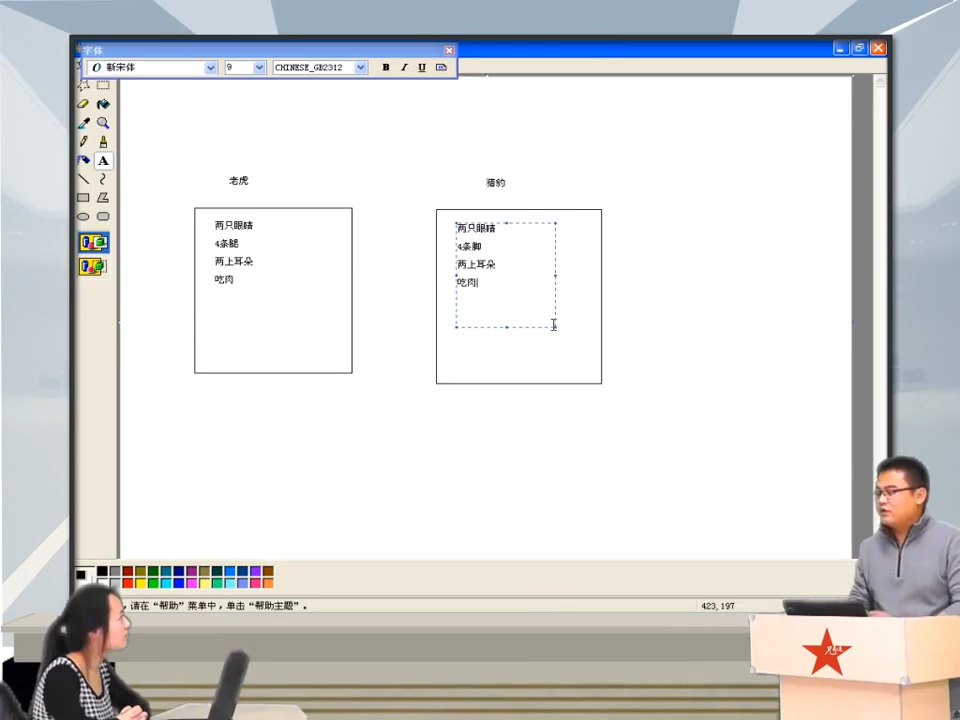 字体
新宋体
9
CHINESE_GB2312
B
I
U
A
老虎
猎豹
两只眼睛
4条腿
两上耳朵
吃肉
两只眼睛
4条脚
两上耳朵
吃肉
，请在“帮助”菜单中，单击“帮助主题”。
423,197